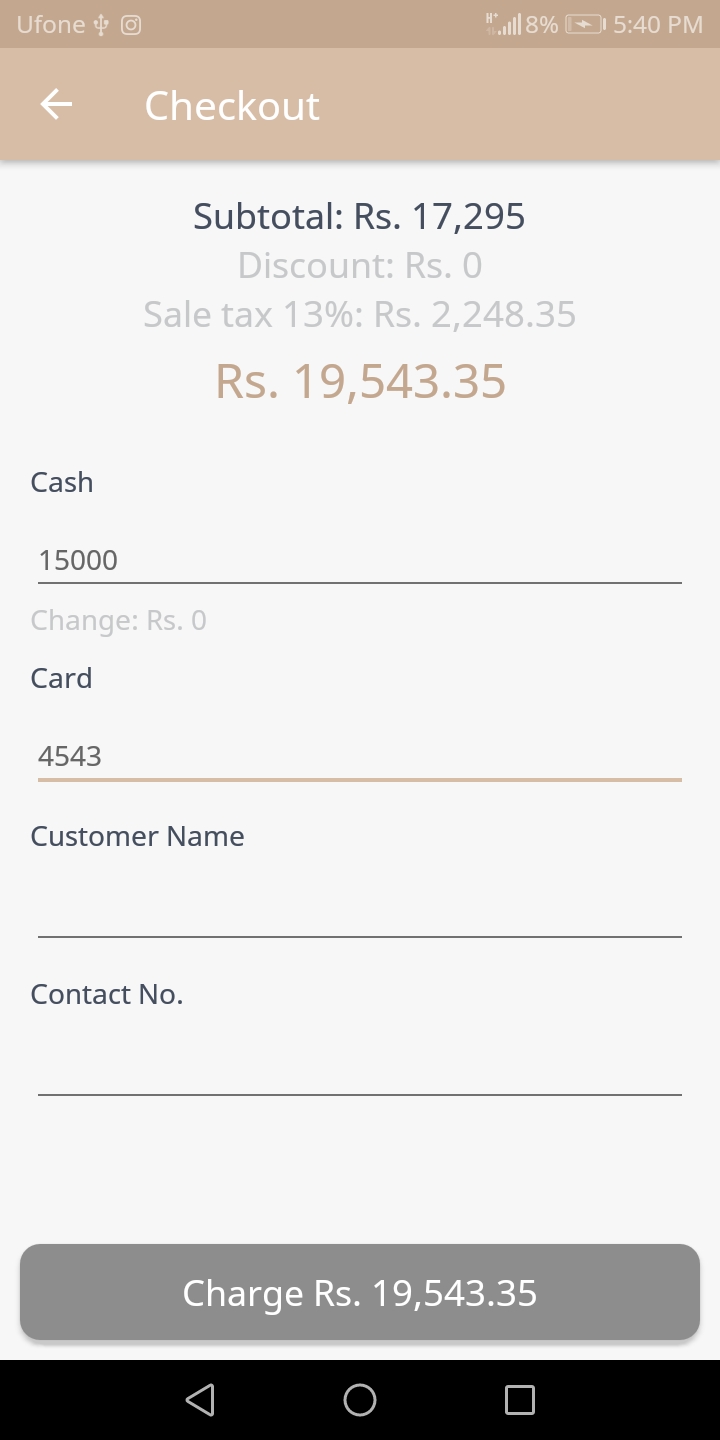 Ufone 8% 5:40 PM
Checkout
Subtotal: Rs. 17,295
Discount: Rs. 0
Sale tax 13%: Rs. 2,248.35
Rs. 19,543.35
Cash
15000
Change: Rs. 0
Card
4543
Customer Name
Contact No.
Charge Rs. 19,543.35